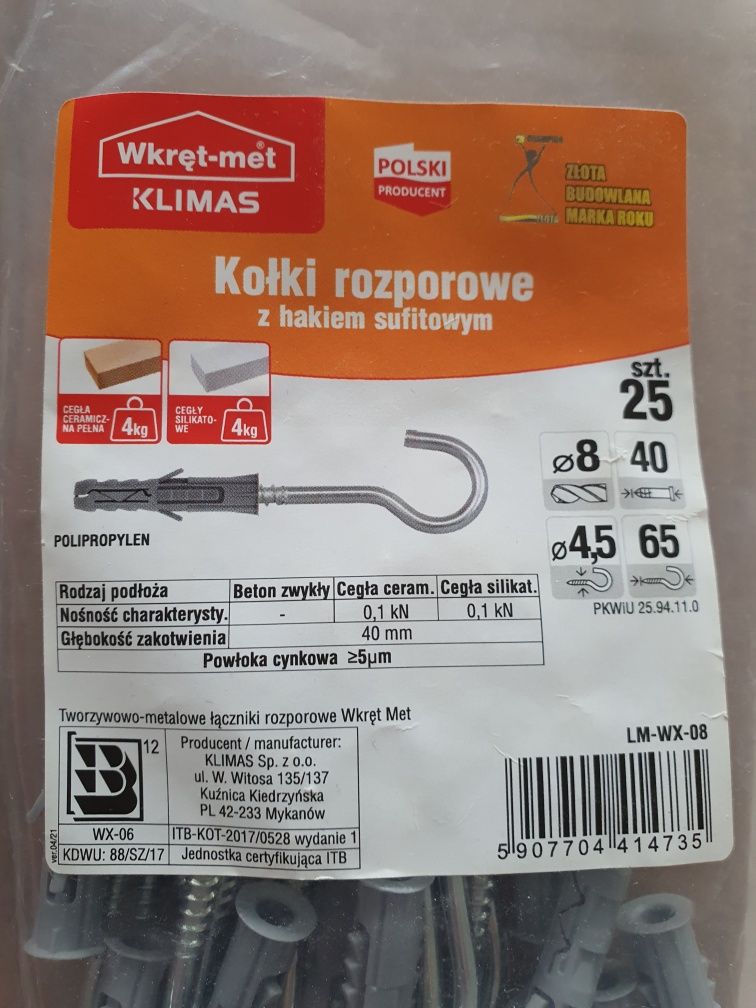 Wkręt-met®
KLIMAS
POLSKI
PRODUCENT
CHAMPION
ZŁOTA
ZŁOTA
BUDOWLANA
MARKA ROKU
Kołki rozporowe
z hakiem sufitowym
CEGŁA
CERAMICZ-
NA PEŁNA
4kg
CEGŁY
SILIKATO-
WE
4kg
szt.
25
ø8
40
ø4,5
65
PKWiU 25.94.11.0
POLIPROPYLEN
Rodzaj podłoża Beton zwykły Cegła ceram. Cegła silikat.
Nośność charakterysty. - 0,1 kN 0,1 kN
Głębokość zakotwienia 40 mm
Powłoka cynkowa ≥5µm
Tworzywowo-metalowe łączniki rozporowe Wkręt Met
LM-WX-08
12
Producent / manufacturer:
KLIMAS Sp. z o.o.
ul. W. Witosa 135/137
Kuźnica Kiedrzyńska
PL 42-233 Mykanów
WX-06 ITB-KOT-2017/0528 wydanie 1
KDWU: 88/SZ/17 Jednostka certyfikująca ITB
ver.04/21
5 907704 414735